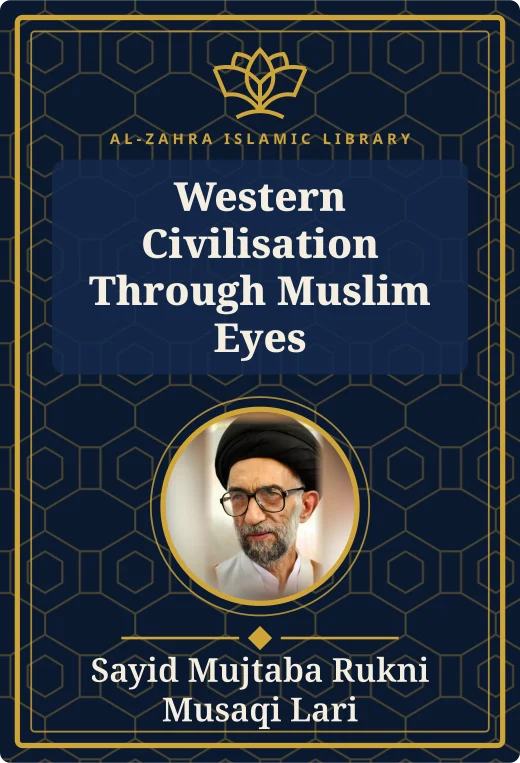 AL-ZAHRA ISLAMIC LIBRARY
Western
Civilisation
Through Muslim
Eyes
Sayid Mujtaba Rukni
Musaqi Lari